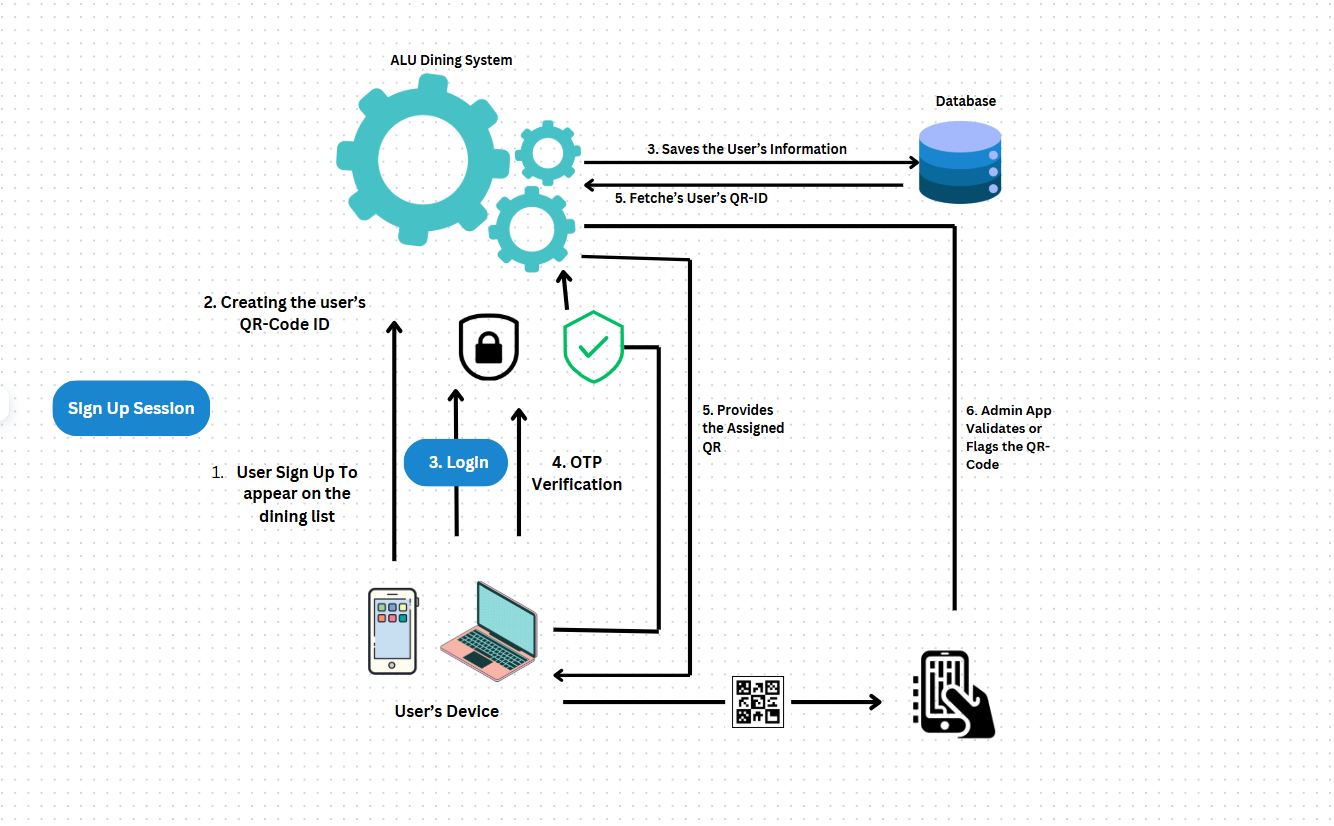 ALU Dining System
Database
3. Saves the User's Information
5. Fetche's User's QR-ID
2. Creating the user's
QR-Code ID
Sign Up Session
1. User Sign Up To
appear on the
dining list
3. Login
4. OTP
Verification
5. Provides
the Assigned
QR
6. Admin App
Validates or
Flags the QR-
Code
User's Device